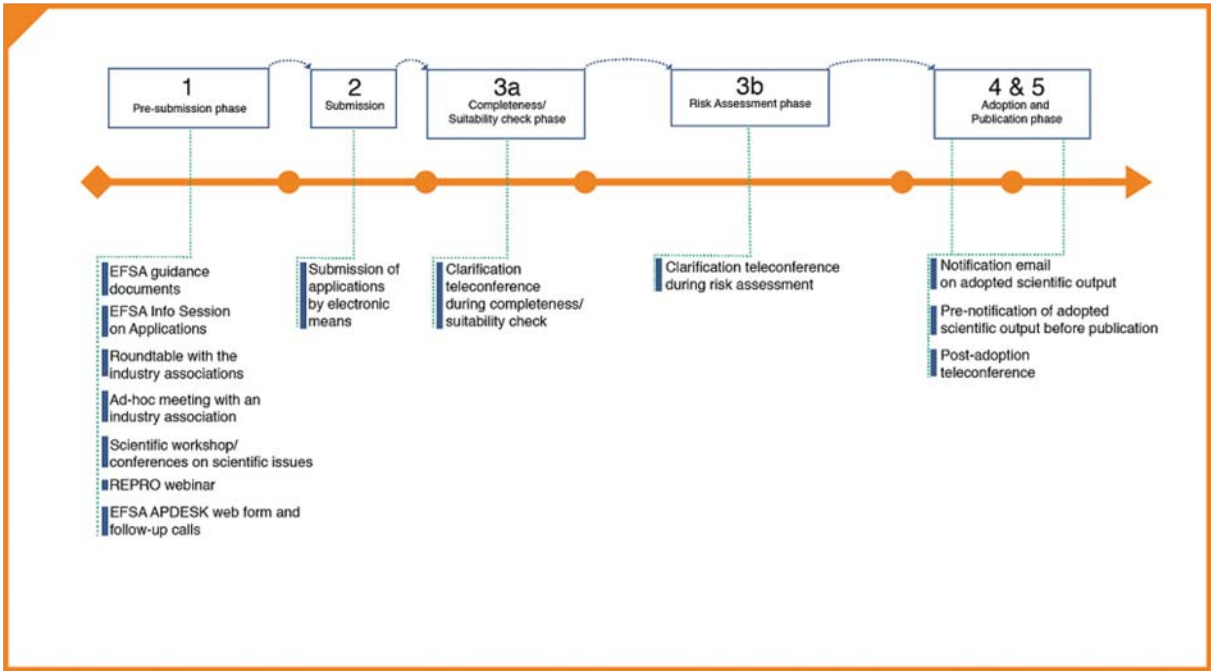 1
Pre-submission phase
2
Submission
3a
Completeness/
Suitability check phase
3b
Risk Assessment phase
4 & 5
Adoption and
Publication phase
EFSA guidance
documents
EFSA Info Session
on Applications
Roundtable with the
industry associations
Ad-hoc meeting with an
industry association
Scientific workshop/
conferences on scientific issues
REPRO webinar
EFSA APDESK web form and
follow-up calls
Submission of
applications
by electronic
means
Clarification
teleconference
during completeness/
suitability check
Clarification teleconference
during risk assessment
Notification email
on adopted scientific output
Pre-notification of adopted
scientific output before publication
Post-adoption
teleconference